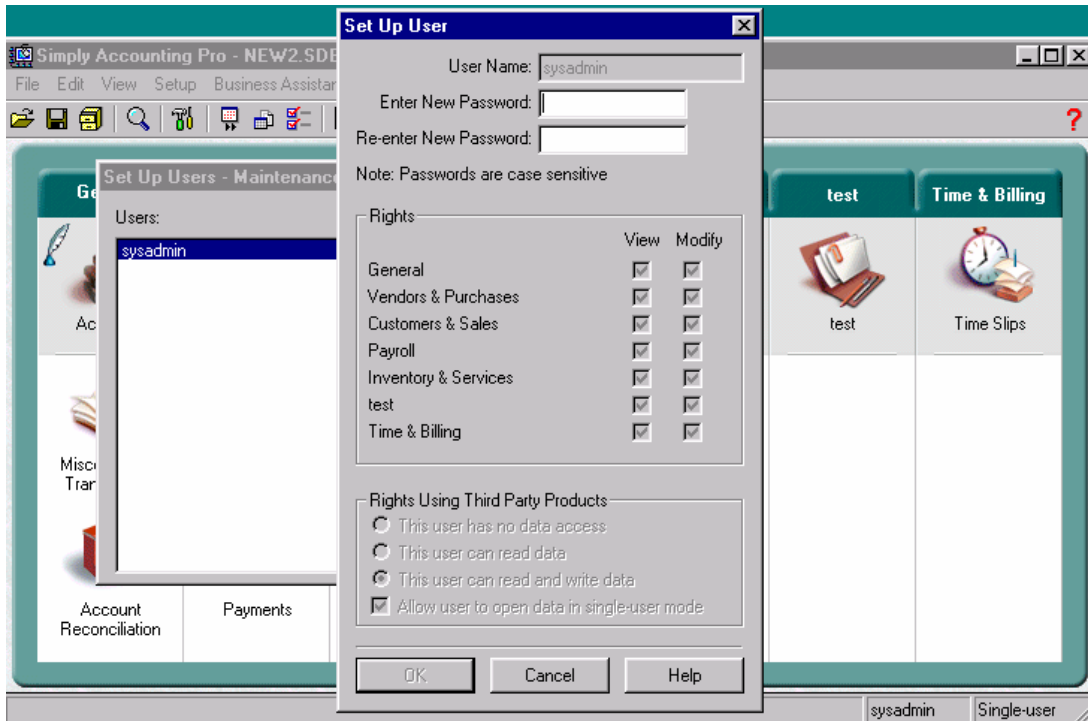 Set Up User
Simply Accounting Pro - NEW2.SDB
User Name: sysadmin
File Edit View Setup Business Assistan
Enter New Password:
Re-enter New Password:
?
Note: Passwords are case sensitive
Set Up Users - Maintenance
Ge
test
Time & Billing
Users:
sysadmin
Rights
View Modify
General
Vendors & Purchases
Customers & Sales
Payroll
Inventory & Services
test
Time & Billing
Ac
test
Time Slips
Misc
Tran
Rights Using Third Party Products
This user has no data access
This user can read data
This user can read and write data
Allow user to open data in single-user mode
Account
Reconciliation
Payments
OK Cancel Help
sysadmin Single-user